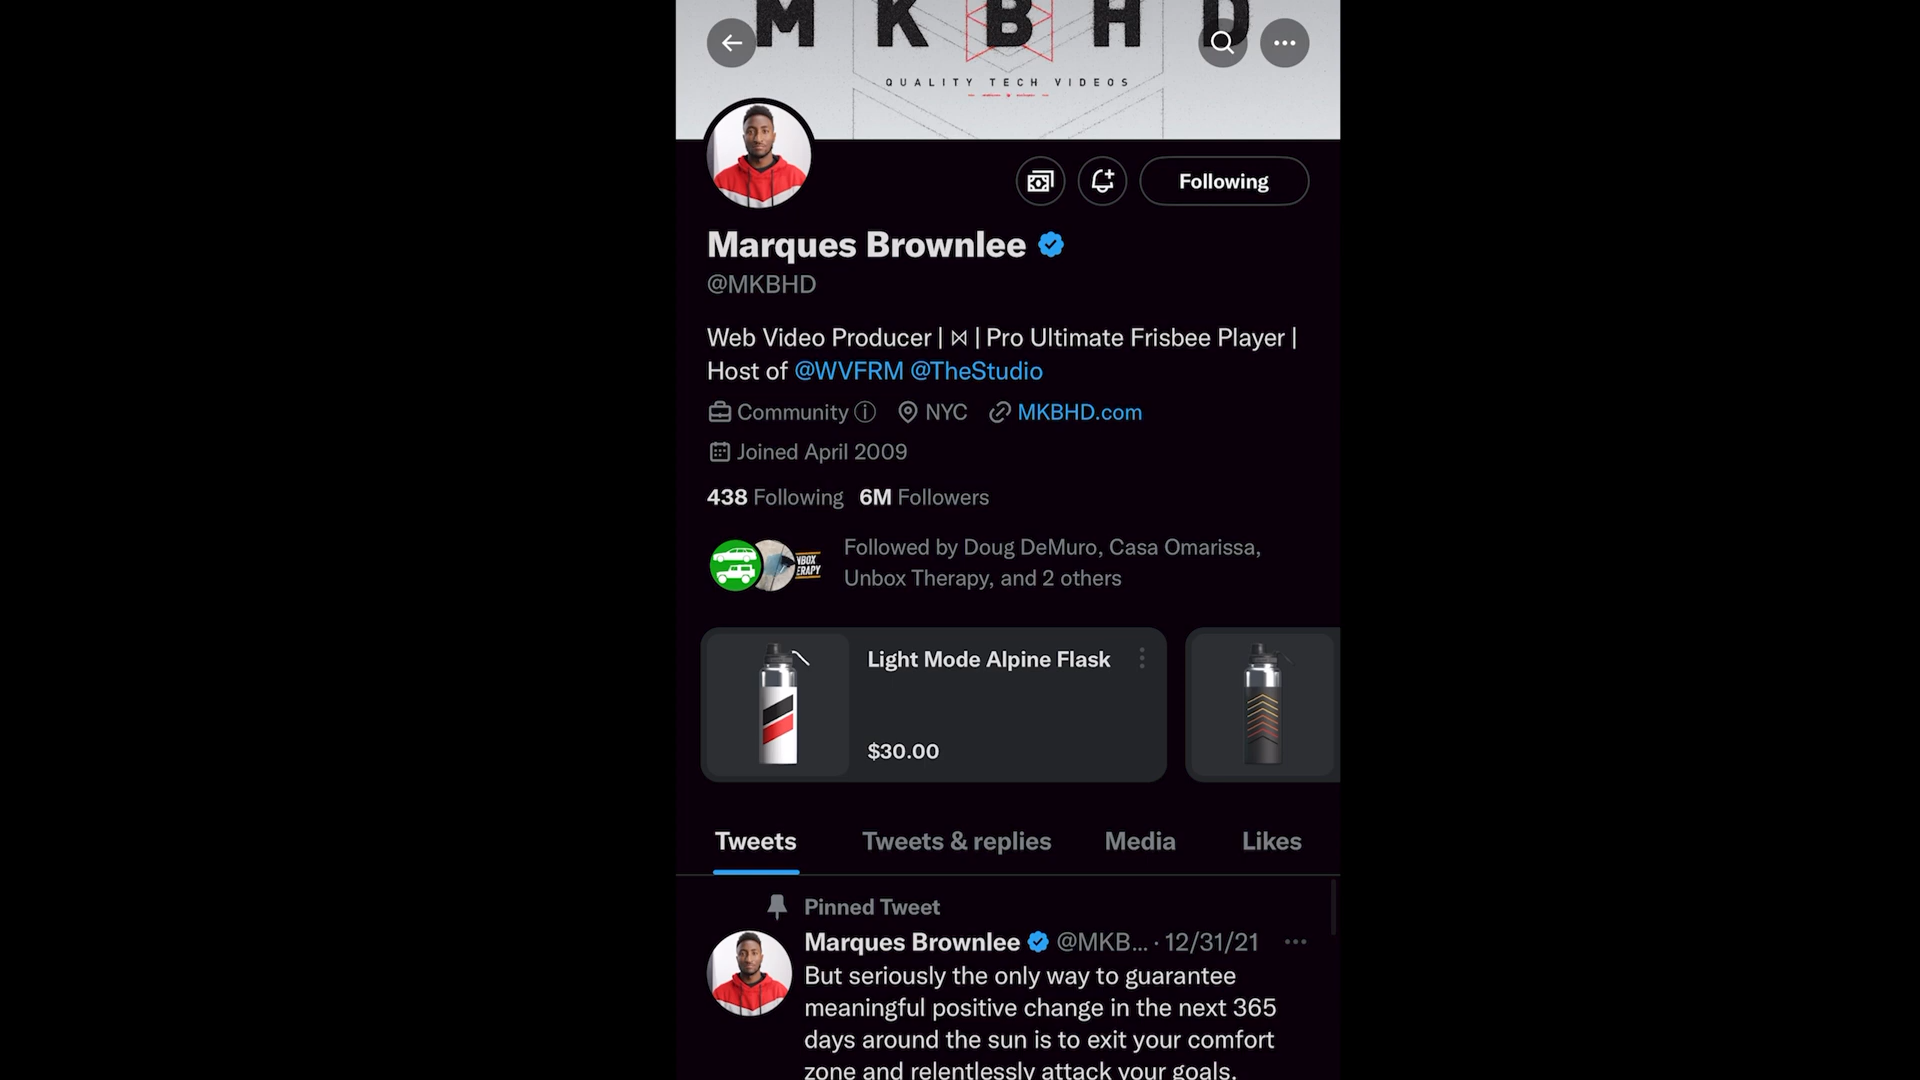 M K B H D
QUALITY TECH VIDEOS
Following
Marques Brownlee
@MKBHD
Web Video Producer | ⋈ | Pro Ultimate Frisbee Player |
Host of @WVFRM @TheStudio
Community NYC MKBHD.com
Joined April 2009
438 Following 6M Followers
Followed by Doug DeMuro, Casa Omarissa,
Unbox Therapy, and 2 others
Light Mode Alpine Flask
$30.00
Tweets Tweets & replies Media Likes
Pinned Tweet
Marques Brownlee @MKB... · 12/31/21
But seriously the only way to guarantee
meaningful positive change in the next 365
days around the sun is to exit your comfort
zone and relentlessly attack your goals.